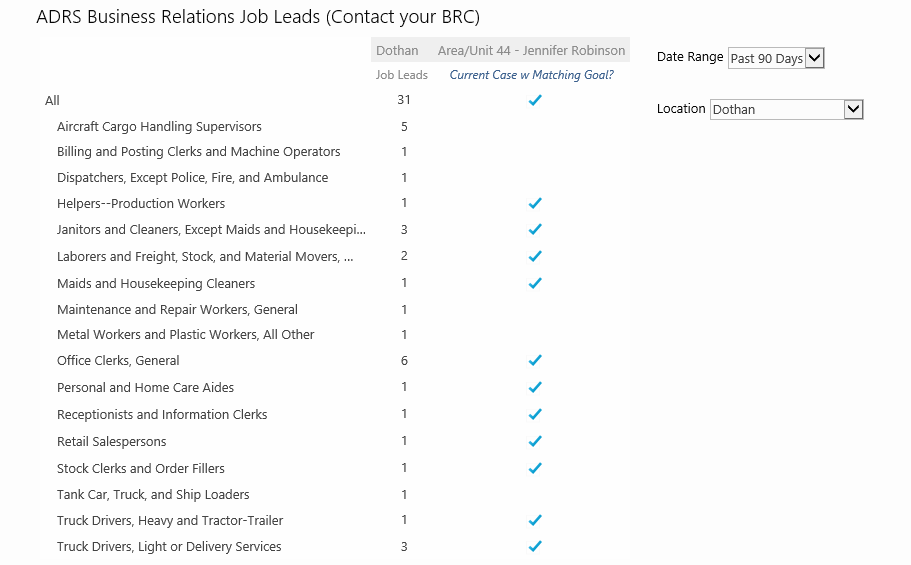 ADRS Business Relations Job Leads (Contact your BRC)
Dothan Area/Unit 44 - Jennifer Robinson
Date Range Past 90 Days
Job Leads Current Case w Matching Goal?
All 31
Location Dothan
Aircraft Cargo Handling Supervisors 5
Billing and Posting Clerks and Machine Operators 1
Dispatchers, Except Police, Fire, and Ambulance 1
Helpers--Production Workers 1
Janitors and Cleaners, Except Maids and Housekeepi... 3
Laborers and Freight, Stock, and Material Movers, ... 2
Maids and Housekeeping Cleaners 1
Maintenance and Repair Workers, General 1
Metal Workers and Plastic Workers, All Other 1
Office Clerks, General 6
Personal and Home Care Aides 1
Receptionists and Information Clerks 1
Retail Salespersons 1
Stock Clerks and Order Fillers 1
Tank Car, Truck, and Ship Loaders 1
Truck Drivers, Heavy and Tractor-Trailer 1
Truck Drivers, Light or Delivery Services 3